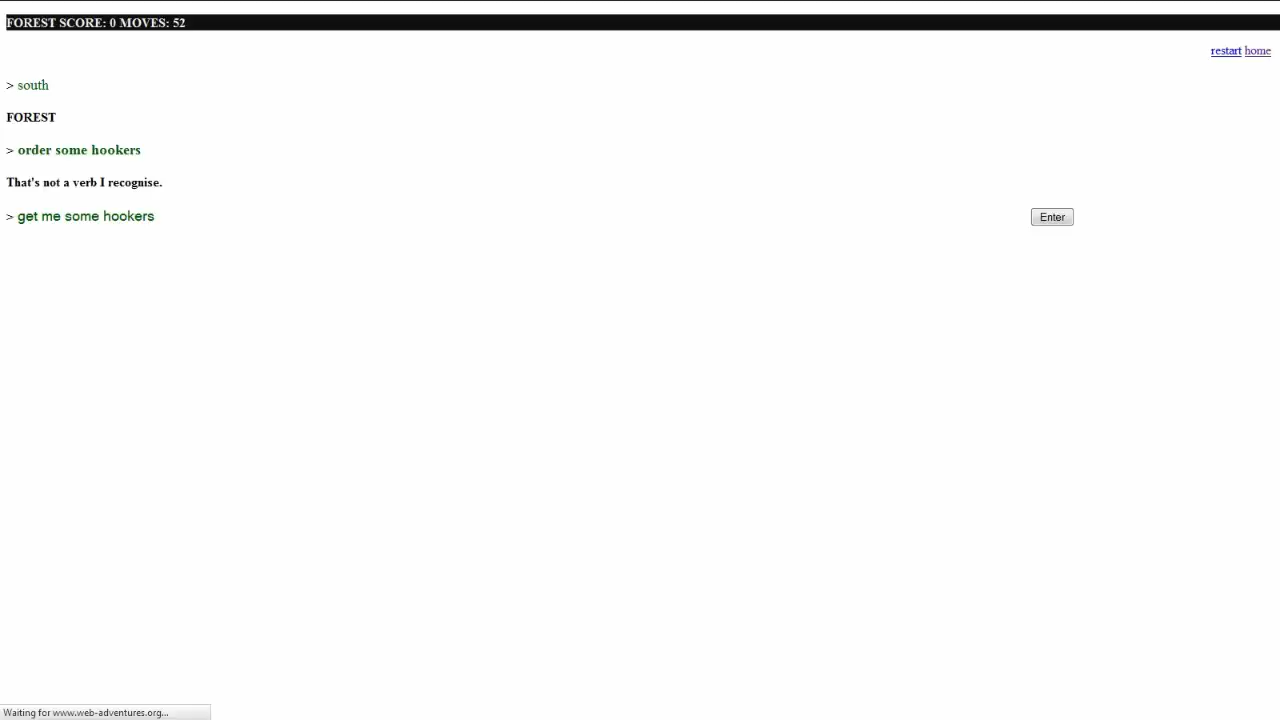 FOREST SCORE: 0 MOVES: 52
restart home
> south
FOREST
> order some hookers
That's not a verb I recognise.
> get me some hookers Enter
Waiting for www.web-adventures.org...